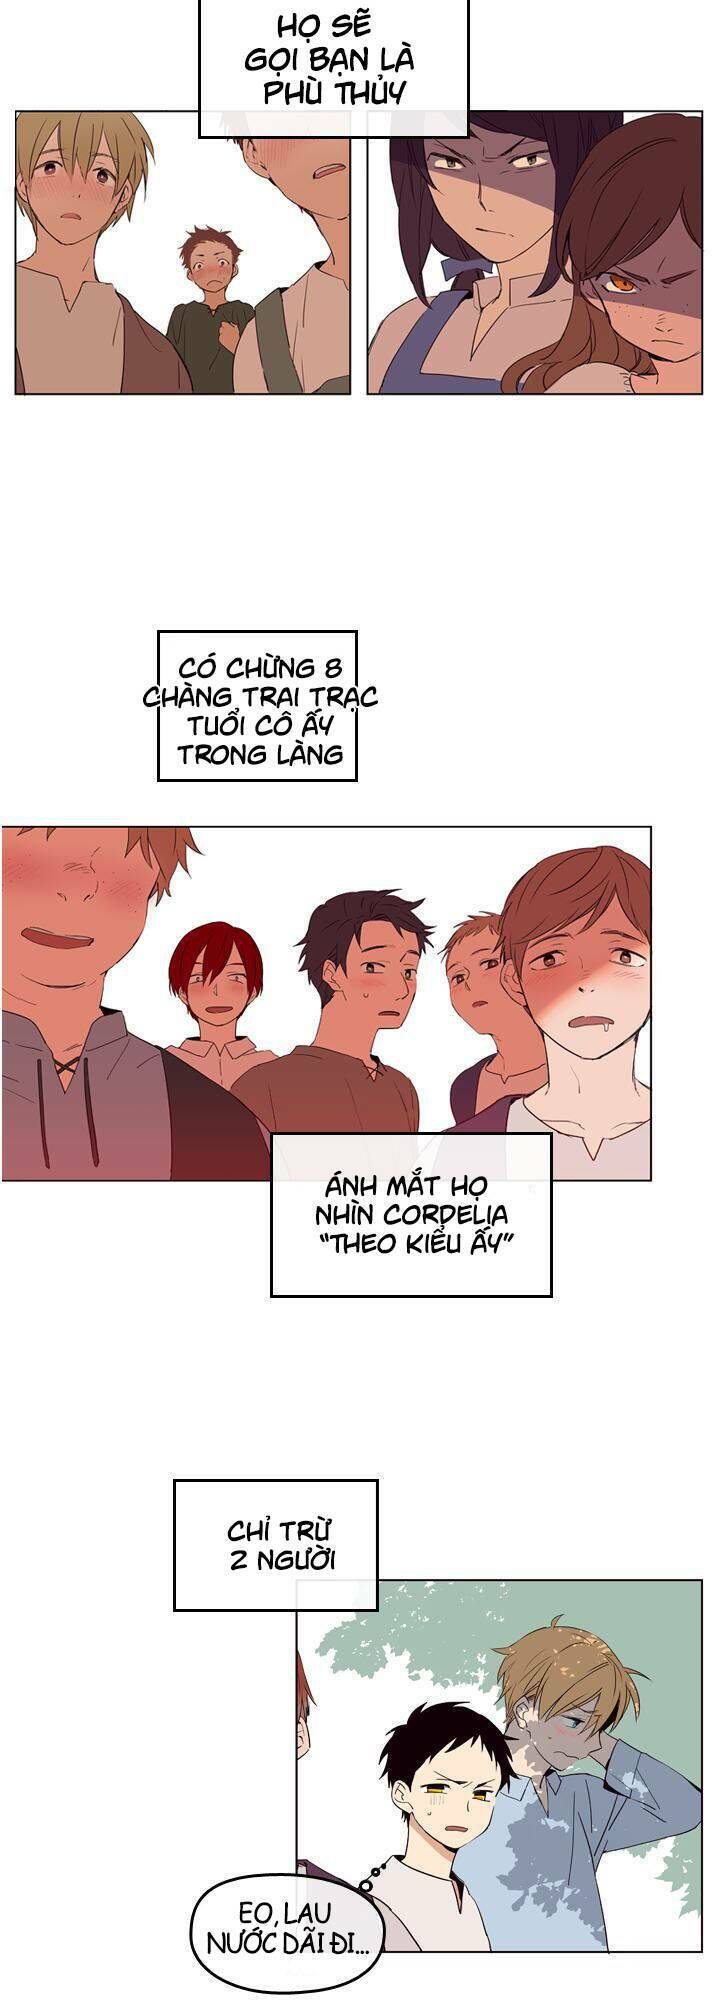 HỌ SẼ
GỌI BẠN LÀ
PHÙ THỦY
CÓ CHỪNG 8
CHÀNG TRAI TRẠC
TUỔI CÔ ẤY
TRONG LÀNG
ÁNH MẮT HỌ
NHÌN CORDELIA
"THEO KIỂU ẤY"
CHỈ TRỪ
2 NGƯỜI
EO, LAU
NƯỚC DÃI ĐI...